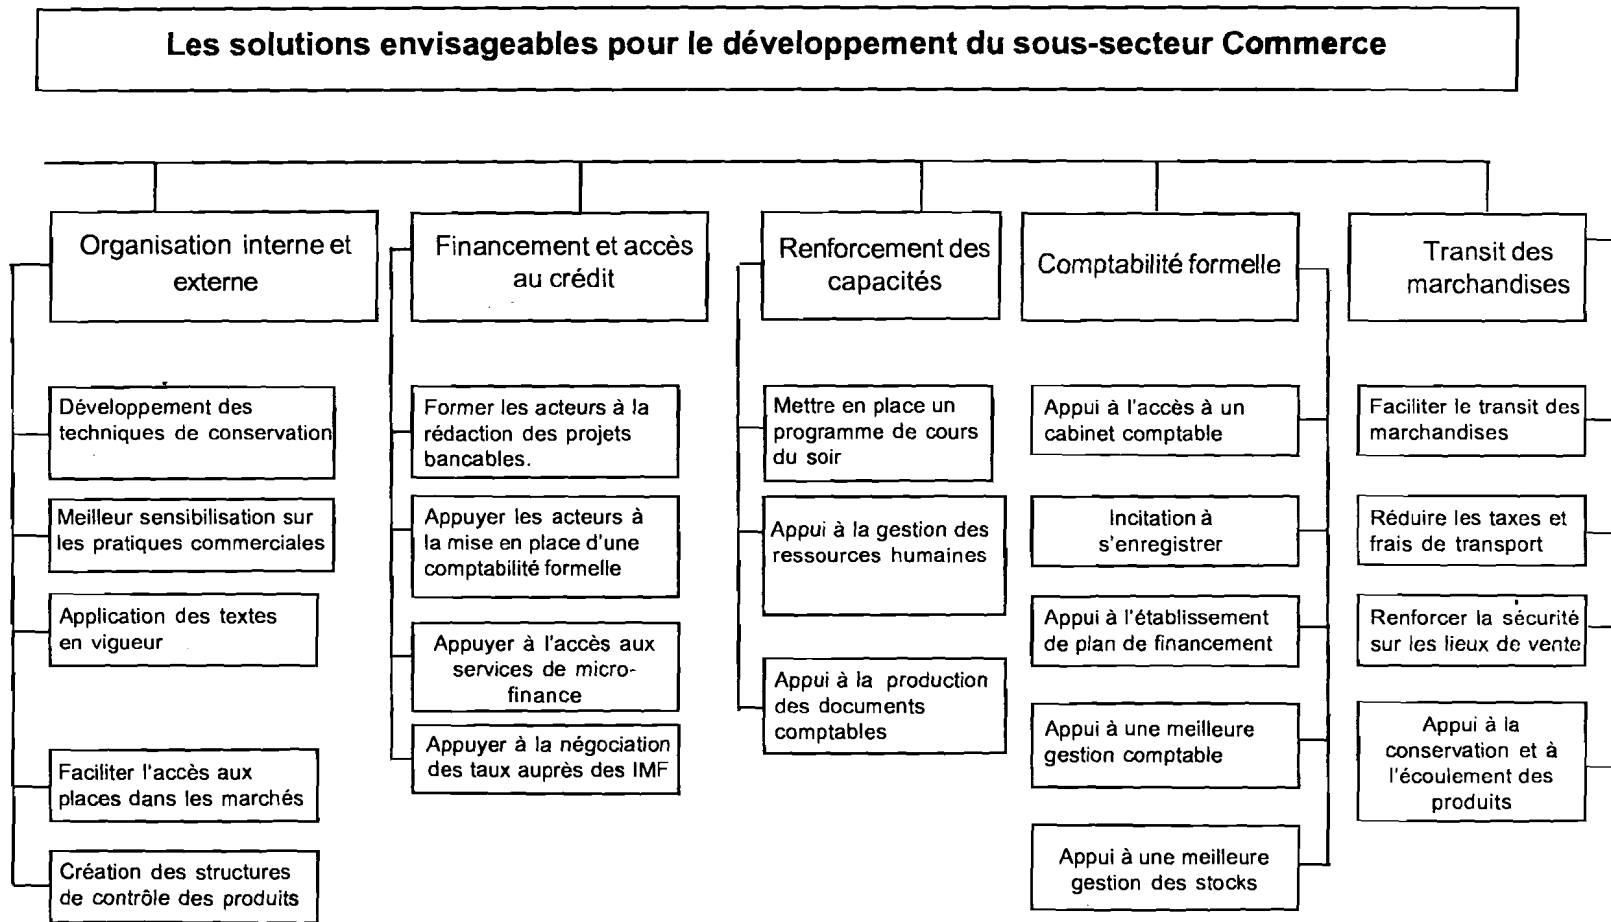 Les solutions envisageables pour le développement du sous-secteur Commerce
Organisation interne et
externe
Développement des
techniques de conservation
Meilleur sensibilisation sur
les pratiques commerciales
Application des textes
en vigueur
Faciliter l'accès aux
places dans les marchés
Création des structures
de contrôle des produits
Financement et accès
au crédit
Former les acteurs à la
rédaction des projets
bancables.
Appuyer les acteurs à
la mise en place d'une
comptabilité formelle
Appuyer à l'accès aux
services de micro-
finance
Appuyer à la négociation
des taux auprès des IMF
Renforcement des
capacités
Mettre en place un
programme de cours
du soir
Appui à la gestion des
ressources humaines
Appui à la production
des documents
comptables
Comptabilité formelle
Appui à l'accès à un
cabinet comptable
Incitation à
s'enregistrer
Appui à l'établissement
de plan de financement
Appui à une meilleure
gestion comptable
Appui à une meilleure
gestion des stocks
Transit des
marchandises
Faciliter le transit des
marchandises
Réduire les taxes et
frais de transport
Renforcer la sécurité
sur les lieux de vente
Appui à la
conservation et à
l'écoulement des
produits